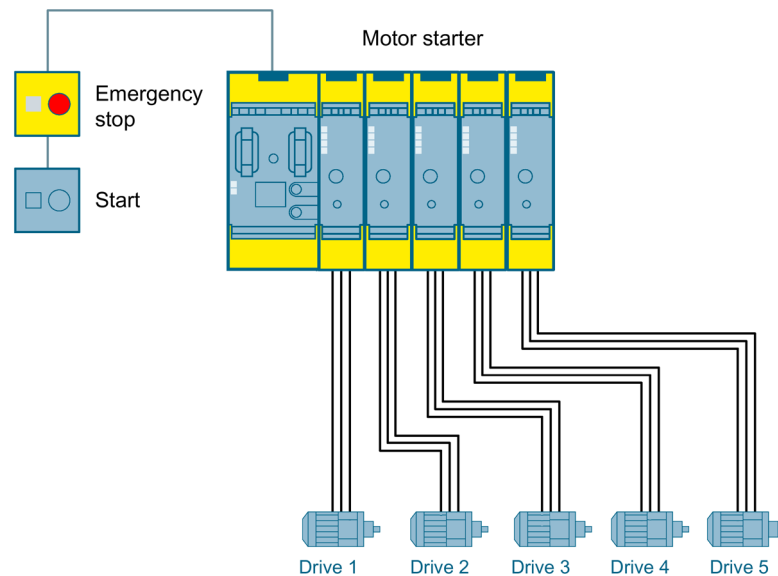 Motor starter
Emergency
stop
Start
Drive 1
Drive 2
Drive 3
Drive 4
Drive 5